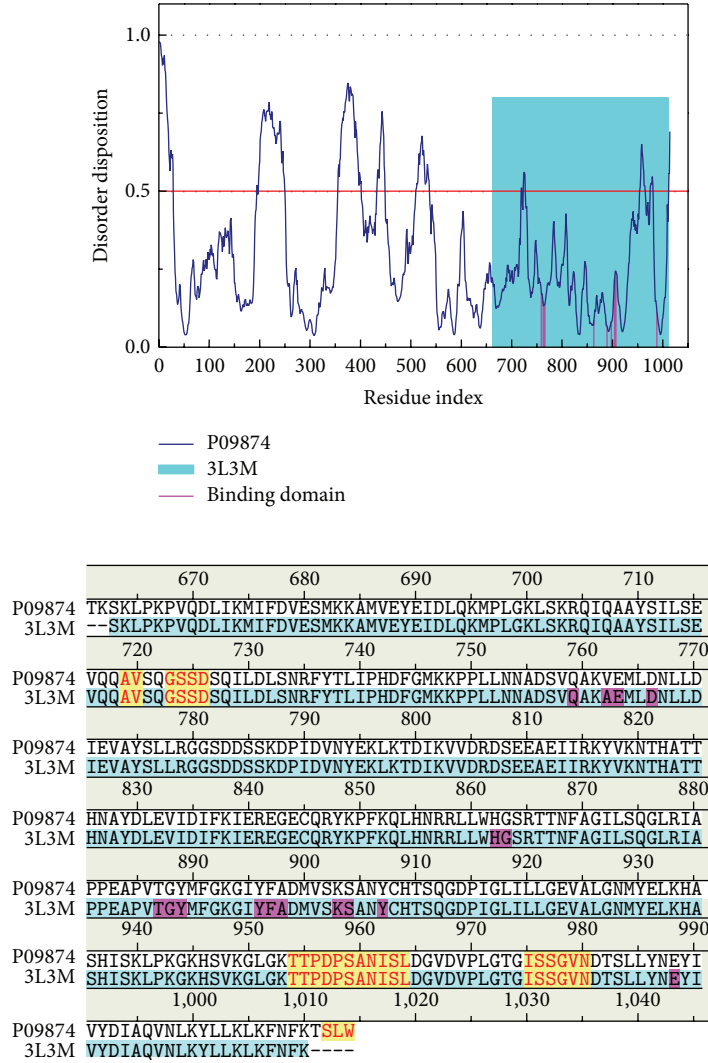 1.0
0.5
0.0
Disorder disposition
0 100 200 300 400 500 600 700 800 900 1000
Residue index
P09874
3L3M
Binding domain
670 680 690 700 710
P09874 TKSKLPKPVQDLIKMIFDVESMKKAMVEYEIDLQKMPLGKLSKRQIQAAYSILSE
3L3M --SKLPKPVQDLIKMIFDVESMKKAMVEYEIDLQKMPLGKLSKRQIQAAYSILSE
720 730 740 750 760 770
P09874 VQQAVSQGSSDSQILDLSNRFYTLIPHDFGMKKPPLLNNADSVQAKVEMLDNLLD
3L3M VQQAVSQGSSDSQILDLSNRFYTLIPHDFGMKKPPLLNNADSVQAKAEMLDNLLD
780 790 800 810 820
P09874 IEVAYSLLRGGSDDSSKDPIDVNYEKLKTDIKVVDRDSEEAEIIRKYVKNTHATT
3L3M IEVAYSLLRGGSDDSSKDPIDVNYEKLKTDIKVVDRDSEEAEIIRKYVKNTHATT
830 840 850 860 870 880
P09874 HNAYDLEVIDIFKIEREGECQRYKPFKQLHNRRLLWHGSRTTNFAGILSQGLRIA
3L3M HNAYDLEVIDIFKIEREGECQRYKPFKQLHNRRLLWHGSRTTNFAGILSQGLRIA
890 900 910 920 930
P09874 PPEAPVTGYMFGKGIYFADMVSKSANYCHTSQGDPIGLILLGEVALGNMYELKHA
3L3M PPEAPVTGYMFGKGIYFADMVSKSANYCHTSQGDPIGLILLGEVALGNMYELKHA
940 950 960 970 980 990
P09874 SHISKLPKGKHSVKGLGKTTPDPSANISLDGVDVPLGTGISSGVNDTSLLYNEYI
3L3M SHISKLPKGKHSVKGLGKTTPDPSANISLDGVDVPLGTGISSGVNDTSLLYNEYI
1,000 1,010 1,020 1,030 1,040
P09874 VYDIAQVNLKYLLKLKFNFKTSLW
3L3M VYDIAQVNLKYLLKLKFNFK----